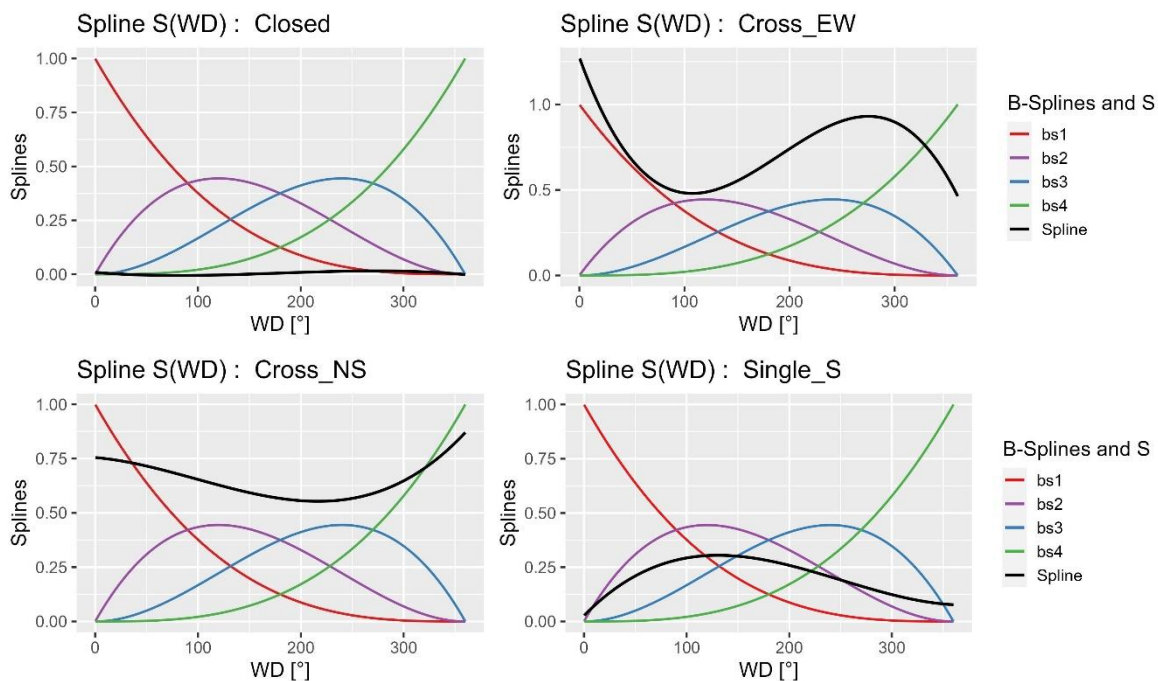 Spline S(WD) :  Closed
Splines
1.00
0.75
0.50
0.25
0.00
0
100
200
300
WD [°]
Spline S(WD) :  Cross_EW
Splines
1.0
0.5
0.0
0
100
200
300
WD [°]
B-Splines and S
bs1
bs2
bs3
bs4
Spline
Spline S(WD) :  Cross_NS
Splines
1.00
0.75
0.50
0.25
0.00
0
100
200
300
WD [°]
Spline S(WD) :  Single_S
Splines
1.00
0.75
0.50
0.25
0.00
0
100
200
300
WD [°]
B-Splines and S
bs1
bs2
bs3
bs4
Spline